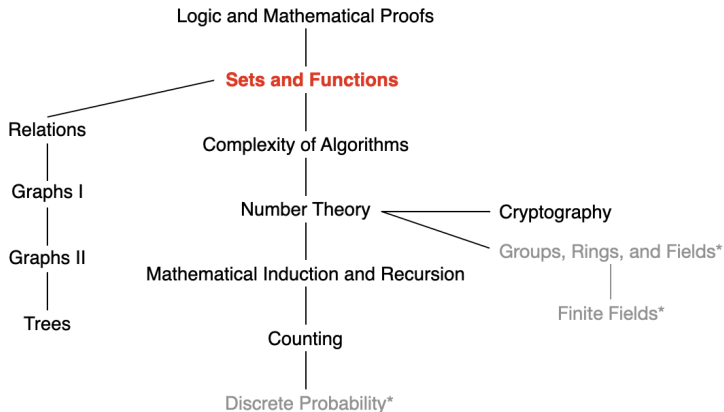 Logic and Mathematical Proofs
Sets and Functions
Relations
Complexity of Algorithms
Graphs I
Number Theory
Cryptography
Graphs II
Groups, Rings, and Fields*
Mathematical Induction and Recursion
Trees
Finite Fields*
Counting
Discrete Probability*